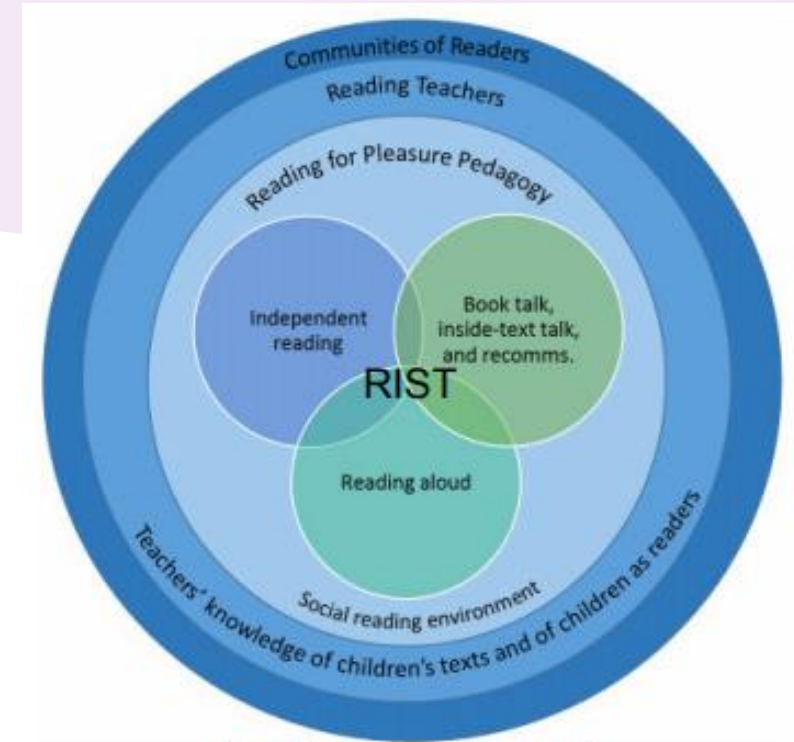 Communities of Readers
Reading Teachers
Reading for Pleasure Pedagogy
Independent
reading
Book talk,
inside-text talk,
and recomms.
RIST
Reading aloud
Social reading environment
Teachers' knowledge of children's texts and of children as readers